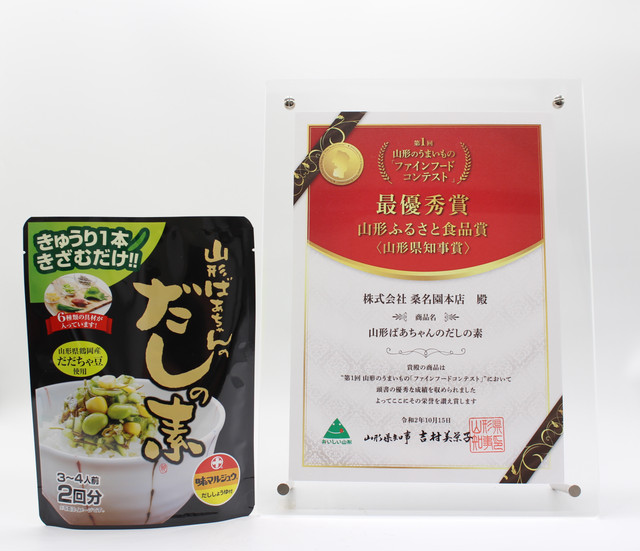 きゅうり1本
きざむだけ!!
6種類の具材が
入っています!
山形県鶴岡産
だだちゃ豆
使用
山形ばあちゃんの
だしの素
3〜4人前
2回分
味マルジュウ
だししょうゆ付
第1回
山形のうまいもの
「ファインフード
コンテスト」
最優秀賞
山形ふるさと食品賞
〈山形県知事賞〉
株式会社 桑名園本店 殿
商品名
山形ばあちゃんのだしの素
貴殿の商品は
"第1回 山形のうまいもの「ファインフードコンテスト」"において
頭書の優秀な成績を収められました
よってここにその栄誉を讃え賞します
令和2年10月15日
おいしい山形
山形県知事 吉村美栄子